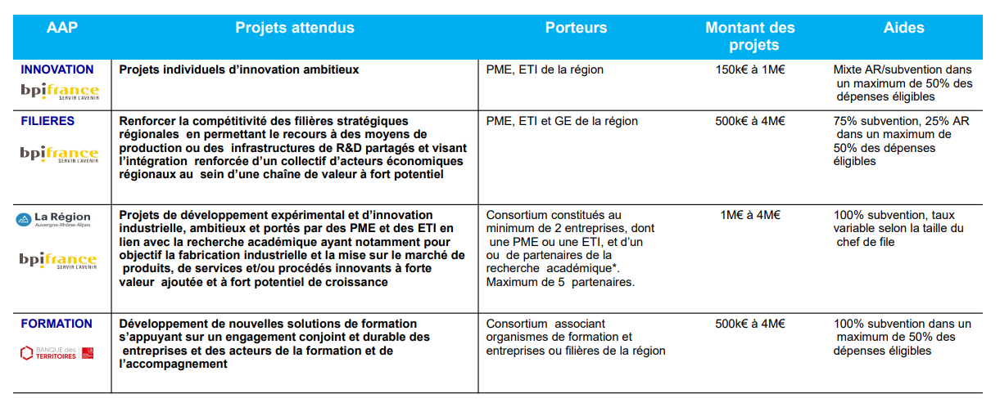 AAP
Projets attendus
Porteurs
Montant des
projets
Aides
INNOVATION
bpifrance
SERVIR L'AVENIR
Projets individuels d’innovation ambitieux
PME, ETI de la région
150k€ à 1M€
Mixte AR/subvention dans
un maximum de 50% des
dépenses éligibles
FILIERES
bpifrance
SERVIR L'AVENIR
Renforcer la compétitivité des filières stratégiques
régionales en permettant le recours à des moyens de
production ou des infrastructures de R&D partagés et visant
l’intégration renforcée d’un collectif d’acteurs économiques
régionaux au sein d’une chaîne de valeur à fort potentiel
PME, ETI et GE de la région
500k€ à 4M€
75% subvention, 25% AR
dans un maximum de
50% des dépenses
éligibles
La Région
Auvergne-Rhône-Alpes
bpifrance
SERVIR L'AVENIR
Projets de développement expérimental et d’innovation
industrielle, ambitieux et portés par des PME et des ETI en
lien avec la recherche académique ayant notamment pour
objectif la fabrication industrielle et la mise sur le marché de
produits, de services et/ou procédés innovants à forte
valeur ajoutée et à fort potentiel de croissance
Consortium constitués au
minimum de 2 entreprises, dont
une PME ou une ETI, et d’un
ou de partenaires de la
recherche académique*.
Maximum de 5 partenaires.
1M€ à 4M€
100% subvention, taux
variable selon la taille du
chef de file
FORMATION
BANQUE des
TERRITOIRES
Développement de nouvelles solutions de formation
s’appuyant sur un engagement conjoint et durable des
entreprises et des acteurs de la formation et de
l’accompagnement
Consortium associant
organismes de formation et
entreprises ou filières de la région
500k€ à 4M€
100% subvention dans un
maximum de 50% des
dépenses éligibles